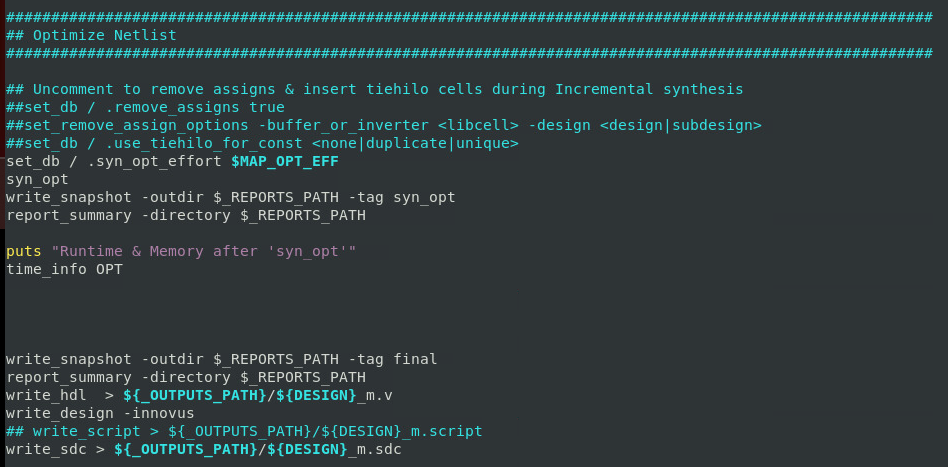 #######################################################################################################
## Optimize Netlist
#######################################################################################################
## Uncomment to remove assigns & insert tiehilo cells during Incremental synthesis
##set_db / .remove_assigns true
##set_remove_assign_options -buffer_or_inverter <libcell> -design <design|subdesign>
##set_db / .use_tiehilo_for_const <none|duplicate|unique>
set_db / .syn_opt_effort $MAP_OPT_EFF
syn_opt
write_snapshot -outdir $_REPORTS_PATH -tag syn_opt
report_summary -directory $_REPORTS_PATH
puts "Runtime & Memory after 'syn_opt'"
time_info OPT
write_snapshot -outdir $_REPORTS_PATH -tag final
report_summary -directory $_REPORTS_PATH
write_hdl  > ${_OUTPUTS_PATH}/${DESIGN}_m.v
write_design -innovus
## write_script > ${_OUTPUTS_PATH}/${DESIGN}_m.script
write_sdc > ${_OUTPUTS_PATH}/${DESIGN}_m.sdc